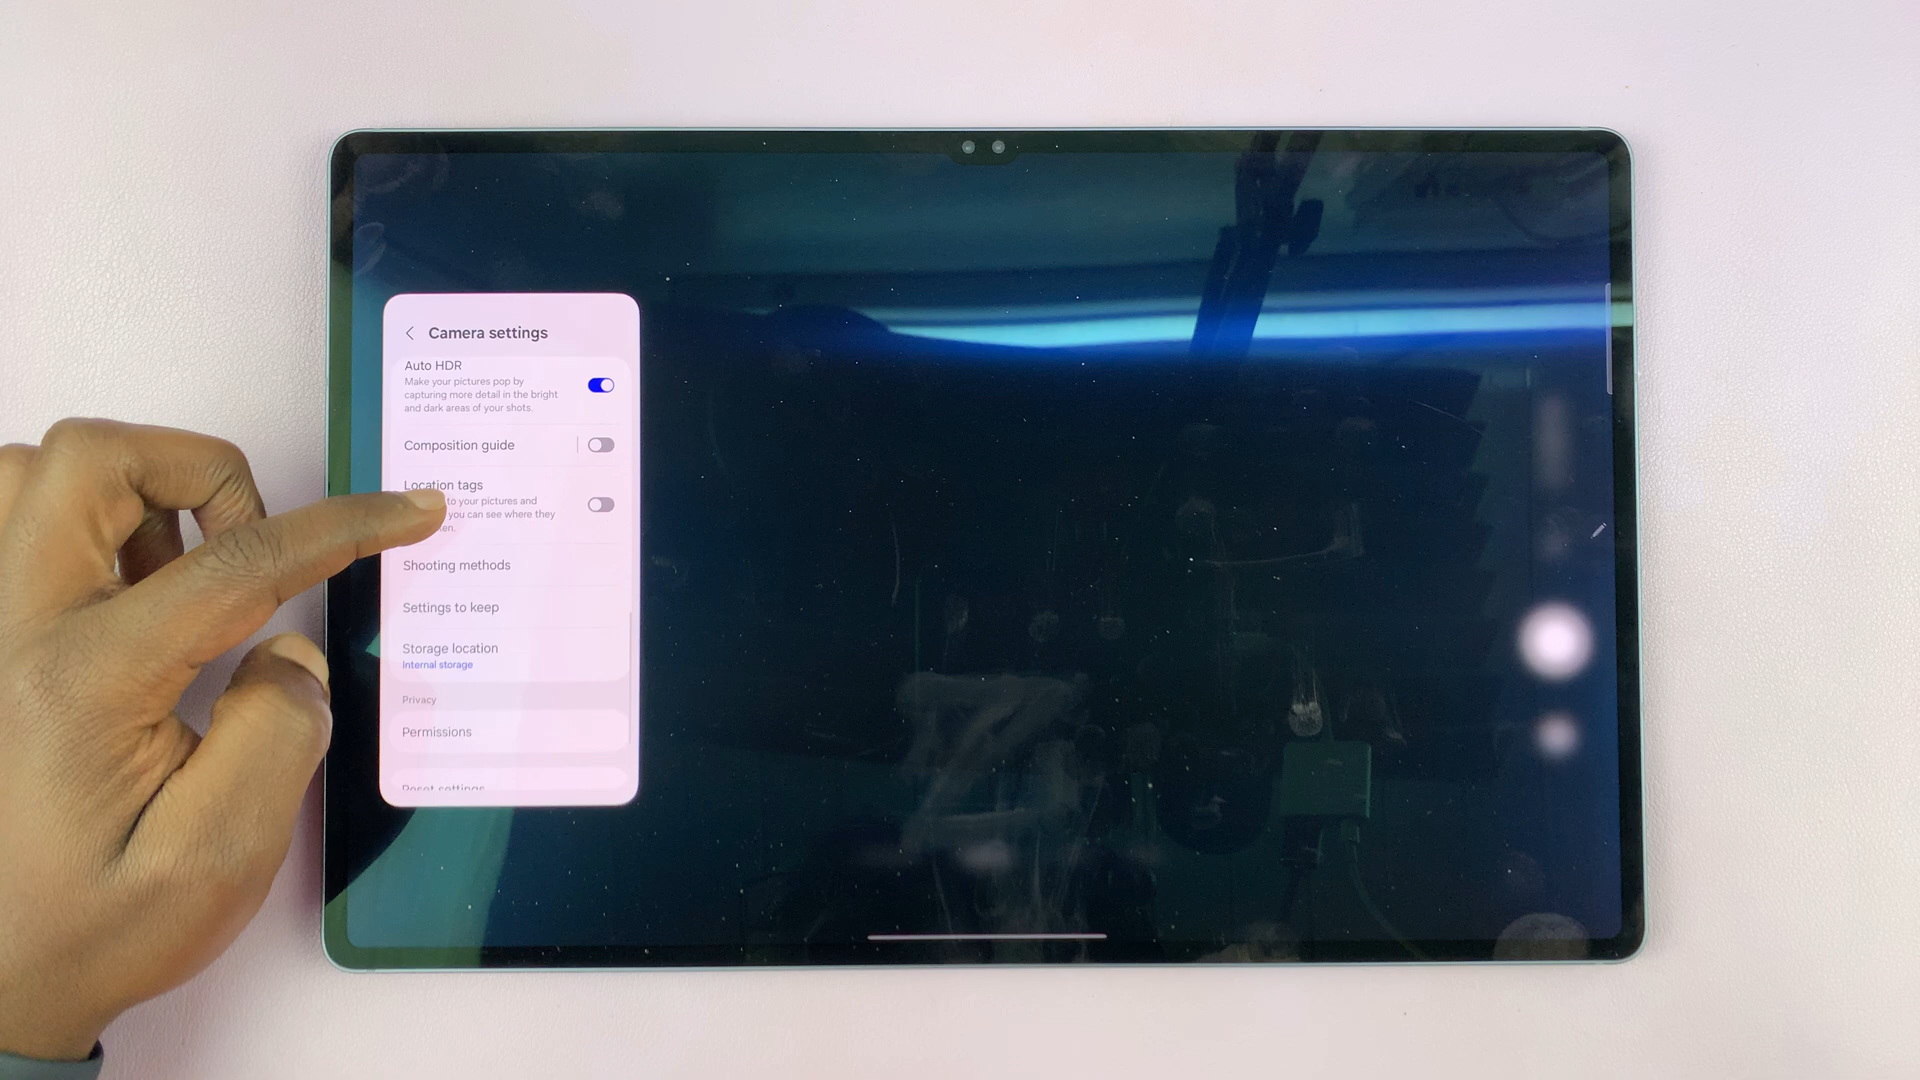 Camera settings
Auto HDR
Make your pictures pop by
capturing more detail in the bright
and dark areas of your shots.
Composition guide
Location tags
to your pictures and
you can see where they
Shooting methods
Settings to keep
Storage location
Internal storage
Privacy
Permissions
Reset settings